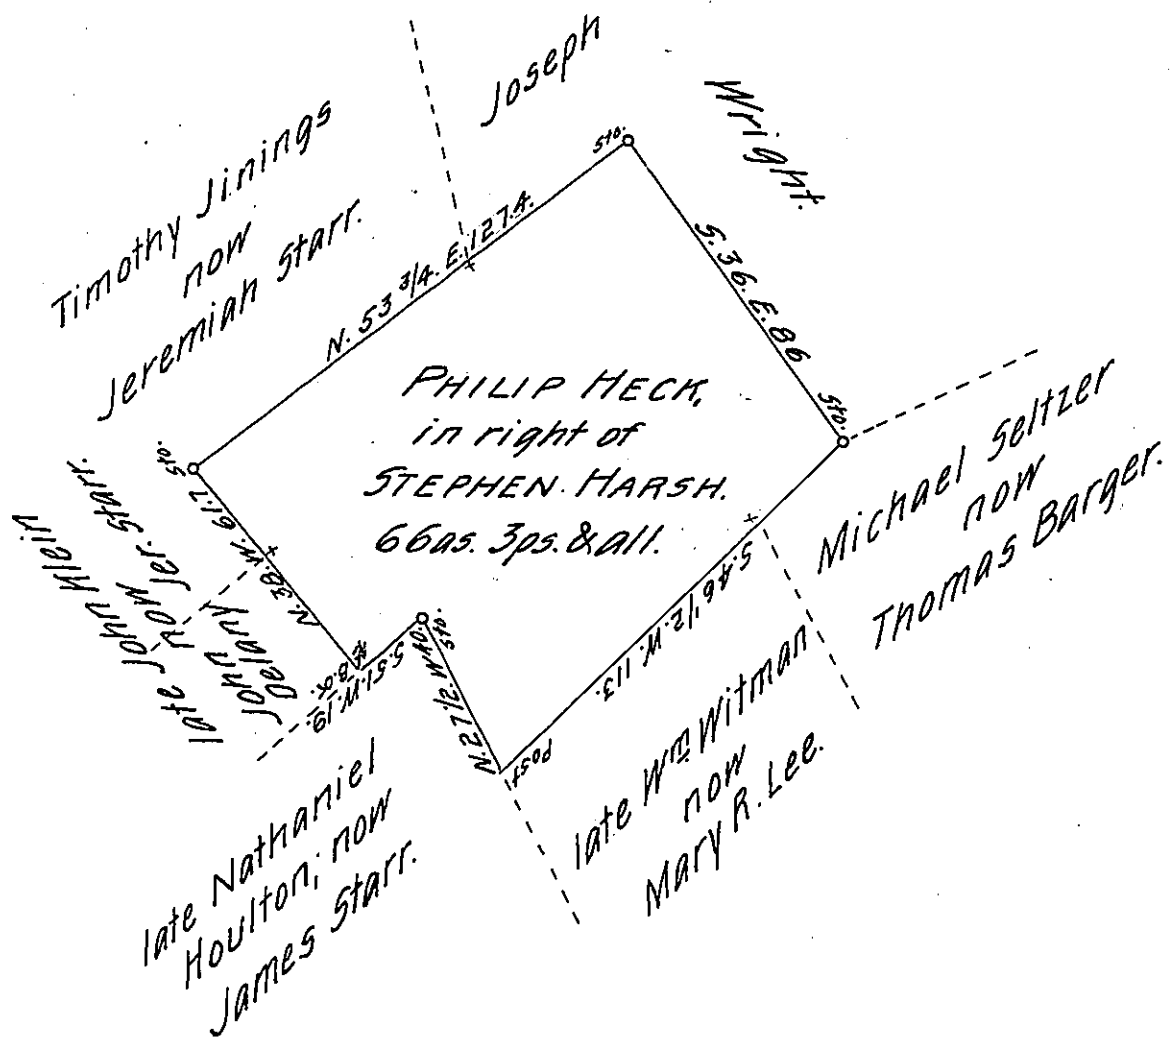 Joseph
Wright.
Timothy Jinings
now
Jeremiah Starr.
Sto.
N. 53 3/4. E. 127.4.
S. 36. E. 86
Sto.
PHILIP HECK,
in right of
STEPHEN. HARSH.
66as. 3ps. & all.
Michael Seltzer
now
Thomas Barger.
Sto.
N. 38. W. 61.7
late John Klein
now Jer. Starr.
John
Delany
B.O.
S. 51. W. 19.
Sto.
N. 27 1/2. W.
S. 46 1/2. W. 113.
Post
late Wm Witman
now
Mary R. Lee.
late Nathaniel
Houlton; now
James Starr.